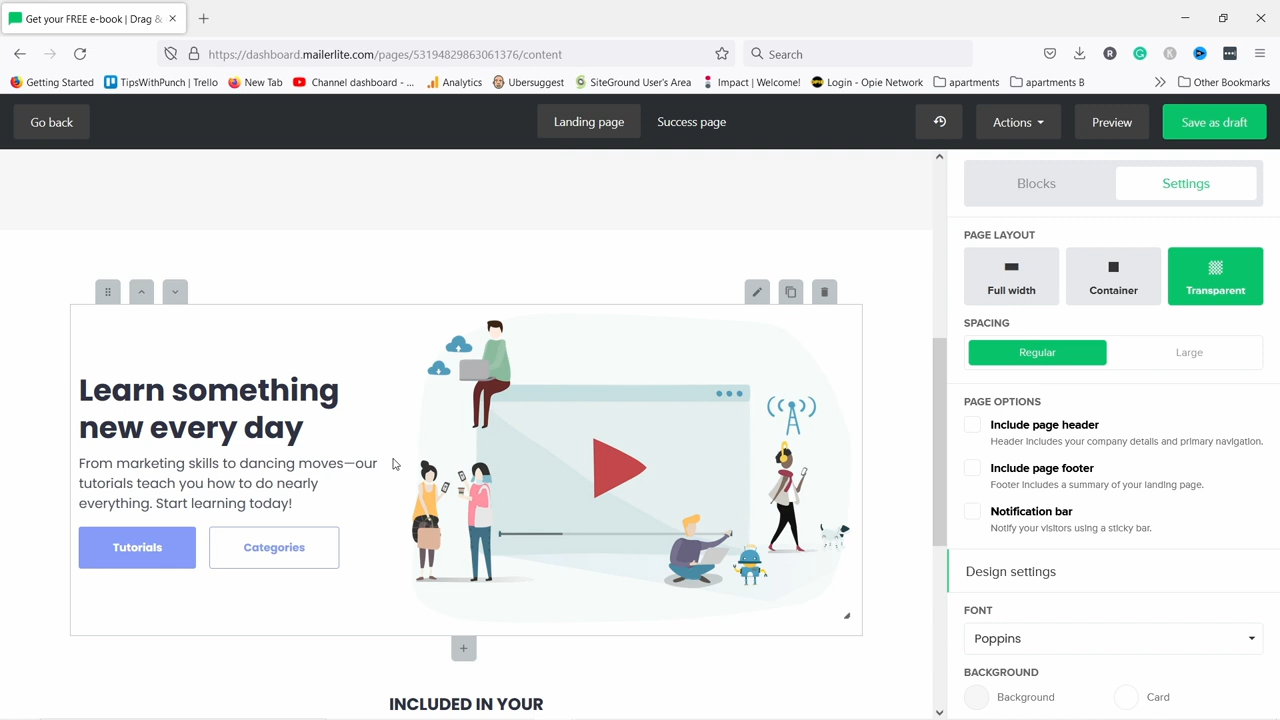 Get your FREE e-book | Drag &
https://dashboard.mailerlite.com/pages/53194829863061376/content
Search
Getting Started
TipsWithPunch | Trello
New Tab
Channel dashboard - ...
Analytics
Ubersuggest
SiteGround User's Area
Impact | Welcome!
Login - Opie Network
apartments
apartments B
Other Bookmarks
Go back
Landing page
Success page
Actions
Preview
Save as draft
Blocks
Settings
PAGE LAYOUT
Full width
Container
Transparent
SPACING
Regular
Large
PAGE OPTIONS
Include page header
Header includes your company details and primary navigation.
Include page footer
Footer includes a summary of your landing page.
Notification bar
Notify your visitors using a sticky bar.
Design settings
FONT
Poppins
BACKGROUND
Background
Card
Learn something
new every day
From marketing skills to dancing moves—our
tutorials teach you how to do nearly
everything. Start learning today!
Tutorials
Categories
INCLUDED IN YOUR